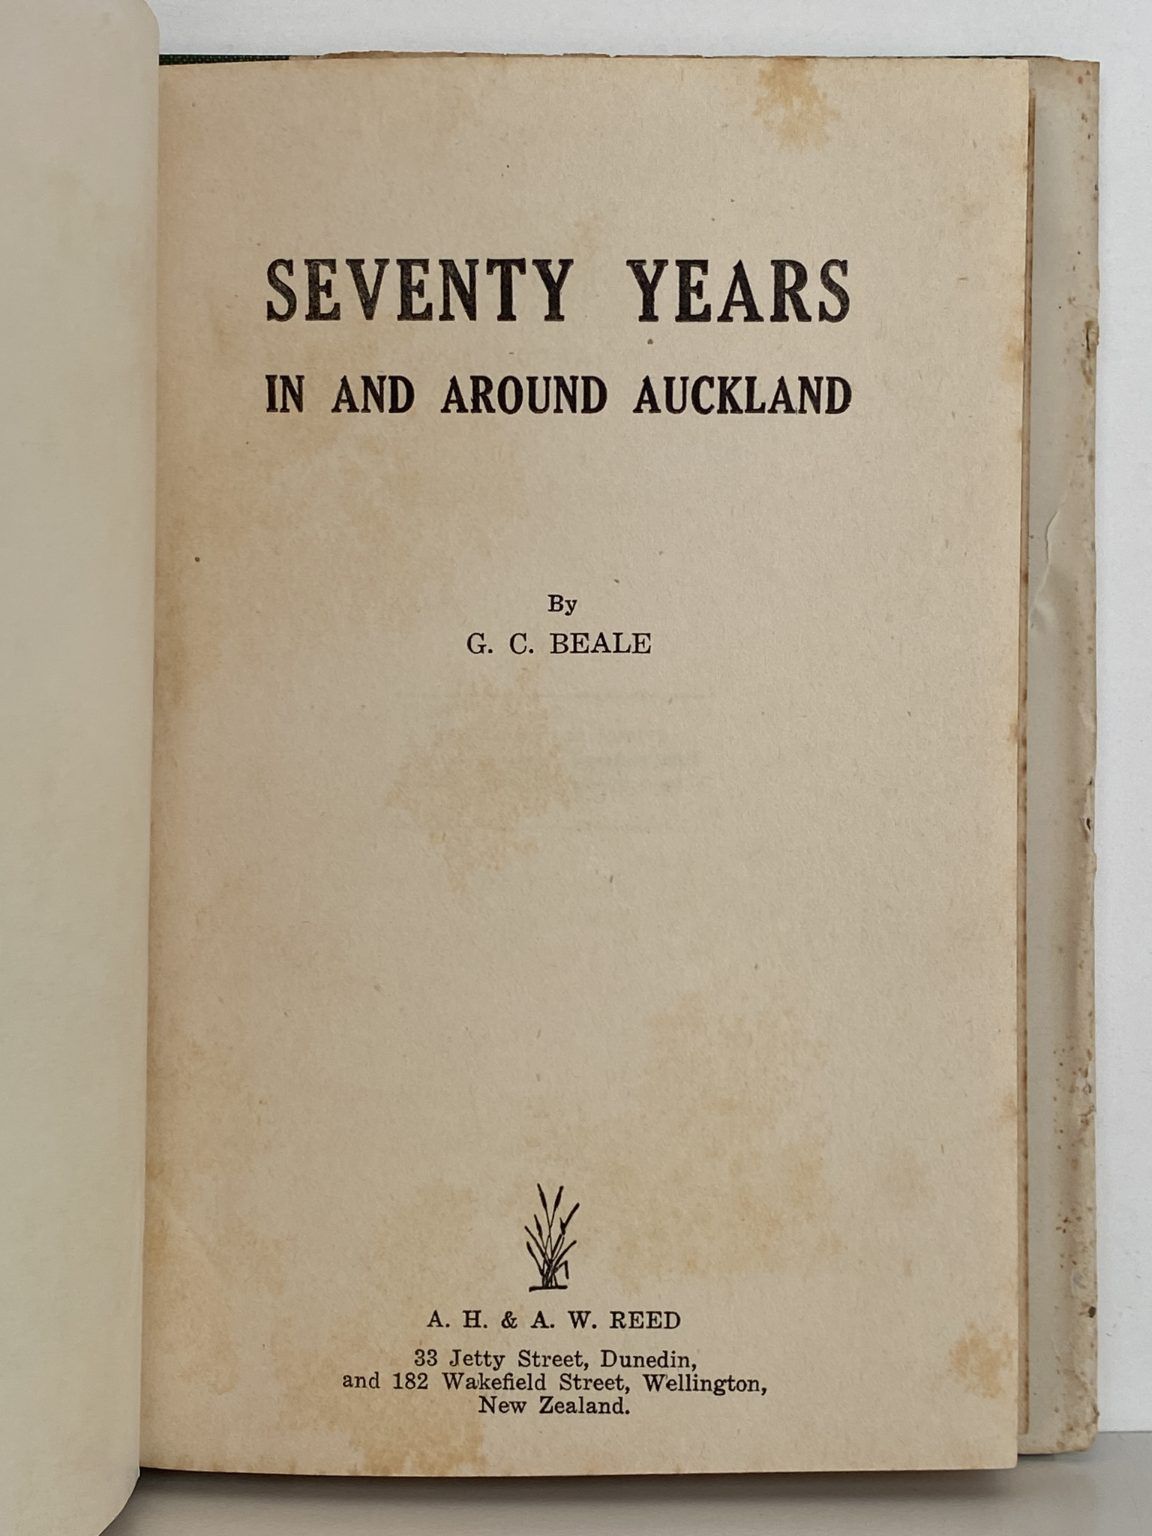 SEVENTY YEARS
IN AND AROUND AUCKLAND
By
G. C. BEALE
A. H. & A. W. REED
33 Jetty Street, Dunedin,
and 182 Wakefield Street, Wellington,
New Zealand.